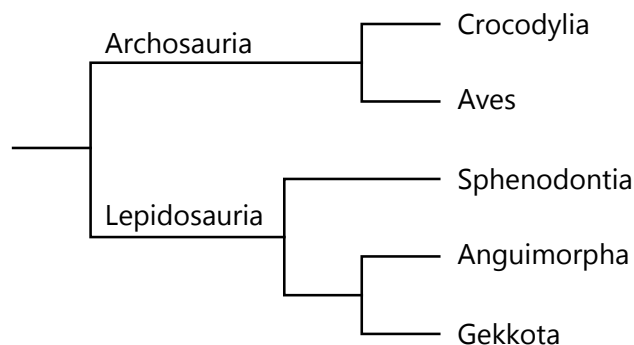 Crocodylia
Archosauria
Aves
Sphenodontia
Lepidosauria
Anguimorpha
Gekkota